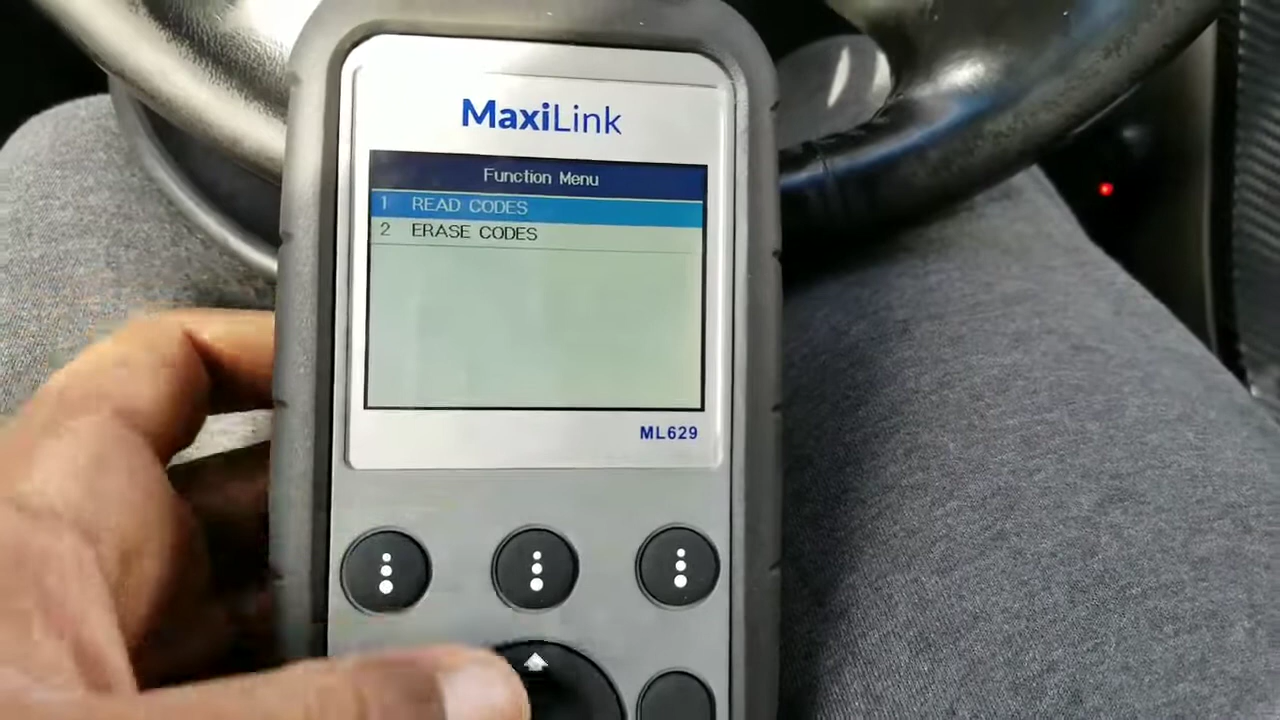 MaxiLink
Function Menu
1 READ CODES
2 ERASE CODES
ML629